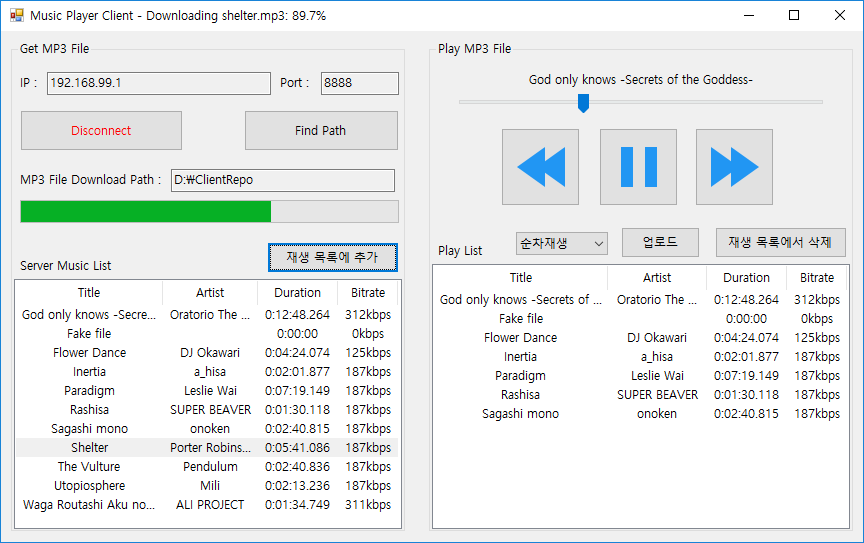 Music Player Client - Downloading shelter.mp3: 89.7%
Get MP3 File
IP : 192.168.99.1 Port : 8888
Disconnect Find Path
MP3 File Download Path : D:₩ClientRepo
Server Music List 재생 목록에 추가
Title Artist Duration Bitrate
God only knows -Secre... Oratorio The ... 0:12:48.264 312kbps
Fake file 0:00:00 0kbps
Flower Dance DJ Okawari 0:04:24.074 125kbps
Inertia a_hisa 0:02:01.877 187kbps
Paradigm Leslie Wai 0:07:19.149 187kbps
Rashisa SUPER BEAVER 0:01:30.118 187kbps
Sagashi mono onoken 0:02:40.815 187kbps
Shelter Porter Robins... 0:05:41.086 187kbps
The Vulture Pendulum 0:02:40.836 187kbps
Utopiosphere Mili 0:02:13.236 187kbps
Waga Routashi Aku no... ALI PROJECT 0:01:34.749 311kbps
Play MP3 File
God only knows -Secrets of the Goddess-
Play List 순차재생 업로드 재생 목록에서 삭제
Title Artist Duration Bitrate
God only knows -Secrets of ... Oratorio The ... 0:12:48.264 312kbps
Fake file 0:00:00 0kbps
Flower Dance DJ Okawari 0:04:24.074 125kbps
Inertia a_hisa 0:02:01.877 187kbps
Paradigm Leslie Wai 0:07:19.149 187kbps
Rashisa SUPER BEAVER 0:01:30.118 187kbps
Sagashi mono onoken 0:02:40.815 187kbps